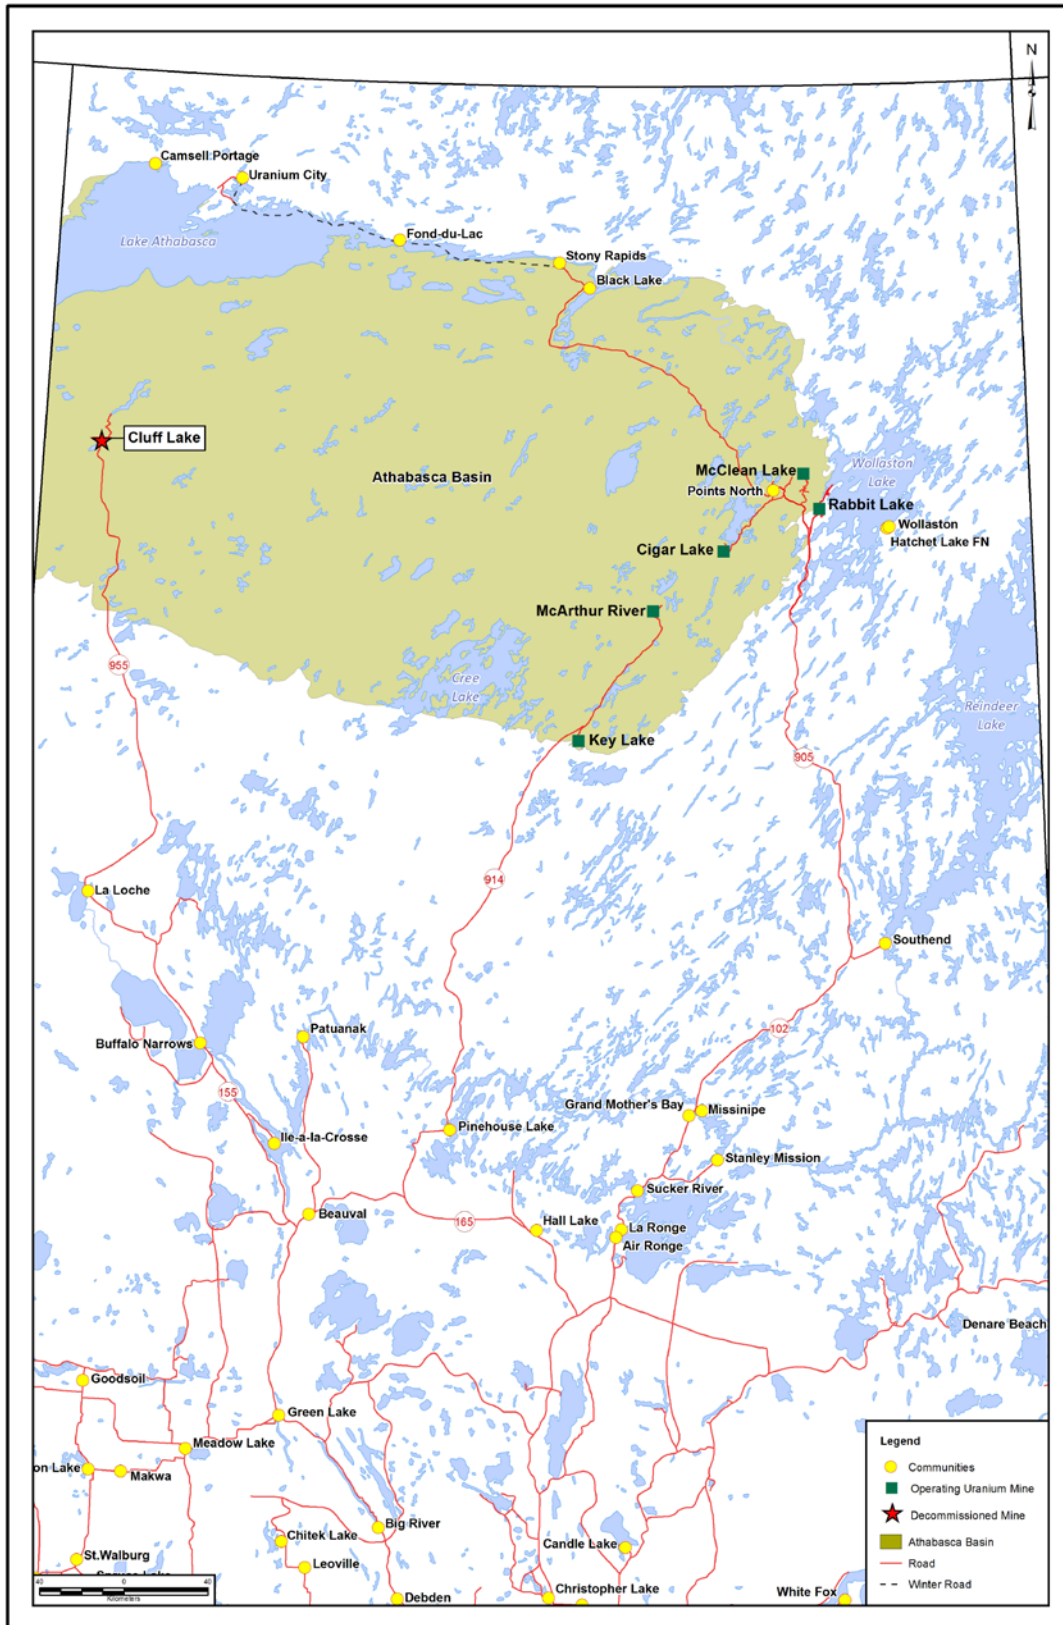 N
Camsell Portage
Uranium City
Lake Athabasca
Fond-du-Lac
Stony Rapids
Black Lake
Cluff Lake
Athabasca Basin
McClean Lake
Points North
Wollaston
Lake
Rabbit Lake
Wollaston
Hatchet Lake FN
Cigar Lake
McArthur River
955
Cree
Lake
Reindeer
Lake
Key Lake
905
914
La Loche
Southend
102
Patuanak
Buffalo Narrows
155
Grand Mother's Bay
Missinipe
Pinehouse Lake
Ile-a-la-Crosse
Stanley Mission
Sucker River
Beauval
165
Hall Lake
La Ronge
Air Ronge
Denare Beach
Goodsoil
Green Lake
Meadow Lake
on Lake
Makwa
Big River
Chitek Lake
Candle Lake
St.Walburg
Leoville
Debden
Christopher Lake
White Fox
40 0 40
Kilometers
Legend
Communities
Operating Uranium Mine
Decommissioned Mine
Athabasca Basin
Road
Winter Road